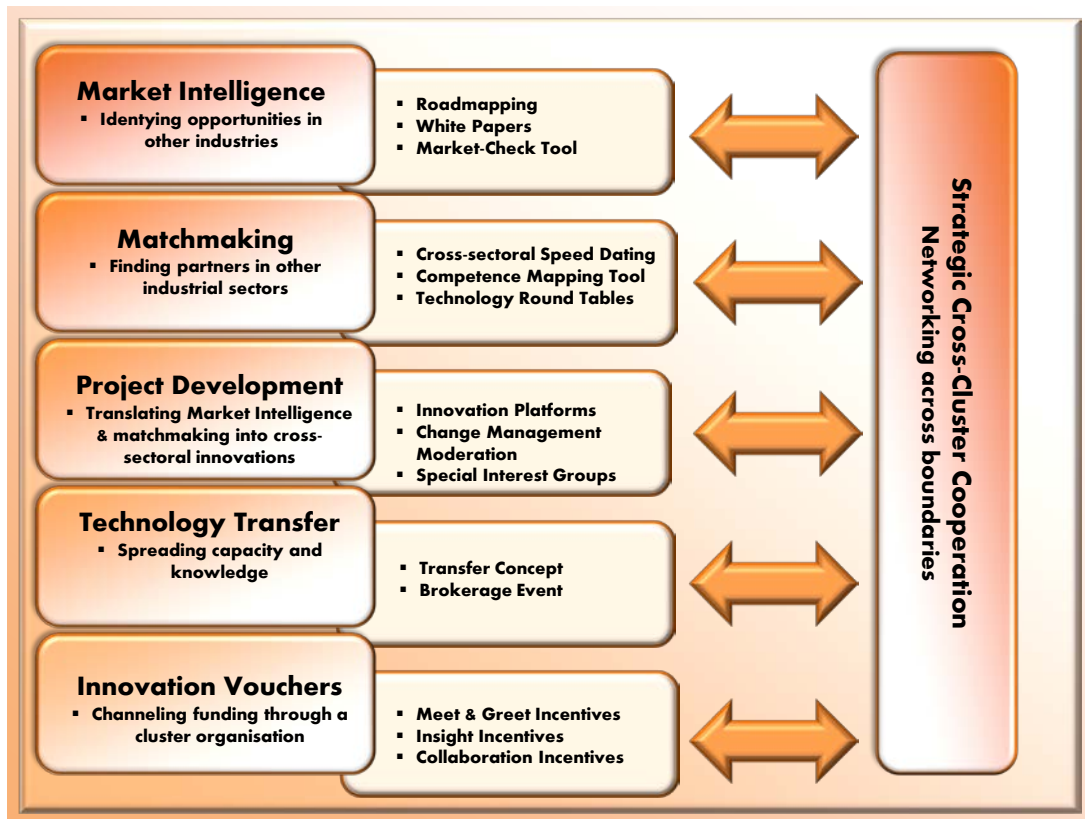 Market Intelligence
▪ Identying opportunities in
other industries
▪ Roadmapping
▪ White Papers
▪ Market-Check Tool
Matchmaking
▪ Finding partners in other
industrial sectors
▪ Cross-sectoral Speed Dating
▪ Competence Mapping Tool
▪ Technology Round Tables
Project Development
▪ Translating Market Intelligence
& matchmaking into cross-
sectoral innovations
▪ Innovation Platforms
▪ Change Management
Moderation
▪ Special Interest Groups
Technology Transfer
▪ Spreading capacity and
knowledge
▪ Transfer Concept
▪ Brokerage Event
Innovation Vouchers
▪ Channeling funding through a
cluster organisation
▪ Meet & Greet Incentives
▪ Insight Incentives
▪ Collaboration Incentives
Strategic Cross-Cluster Cooperation
Networking across boundaries